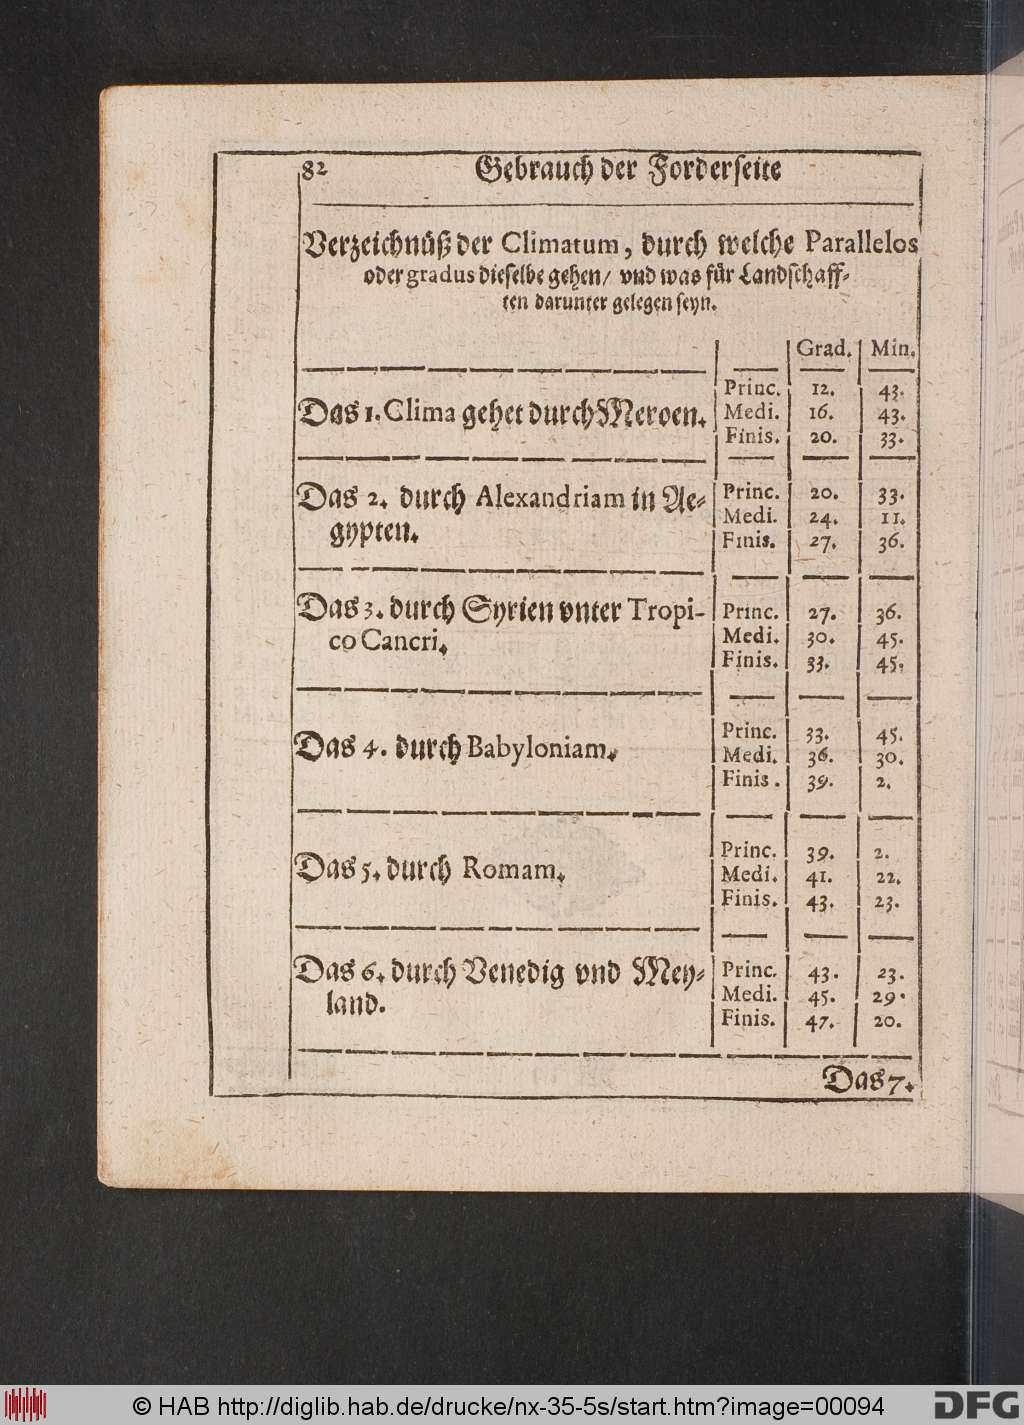 82 Gebrauch der Forderseite
Verzeichnüß der Climatum, durch welche Parallelos
oder gradus dieselbe gehen/ vnd was für Landschaff-
ten darunter gelegen seyn.
Grad. Min.
Princ. 12. 43.
Das 1. Clima gehet durch Meroen. Medi. 16. 43.
Finis. 20. 33.
Das 2. durch Alexandriam in Ae- Princ. 20. 33.
Medi. 24. 11.
gypten. Finis. 27. 36.
Das 3. durch Syrien vnter Tropi- Princ. 27. 36.
co Cancri. Medi. 30. 45.
Finis. 33. 45.
Princ. 33. 45.
Das 4. durch Babyloniam. Medi. 36. 30.
Finis. 39. 2.
Princ. 39. 2.
Das 5. durch Romam. Medi. 41. 22.
Finis. 43. 23.
Das 6. durch Venedig vnd Mey- Princ. 43. 23.
land. Medi. 45. 29.
Finis. 47. 20.
Das 7.
© HAB http://diglib.hab.de/drucke/nx-35-5s/start.htm?image=00094
DFG